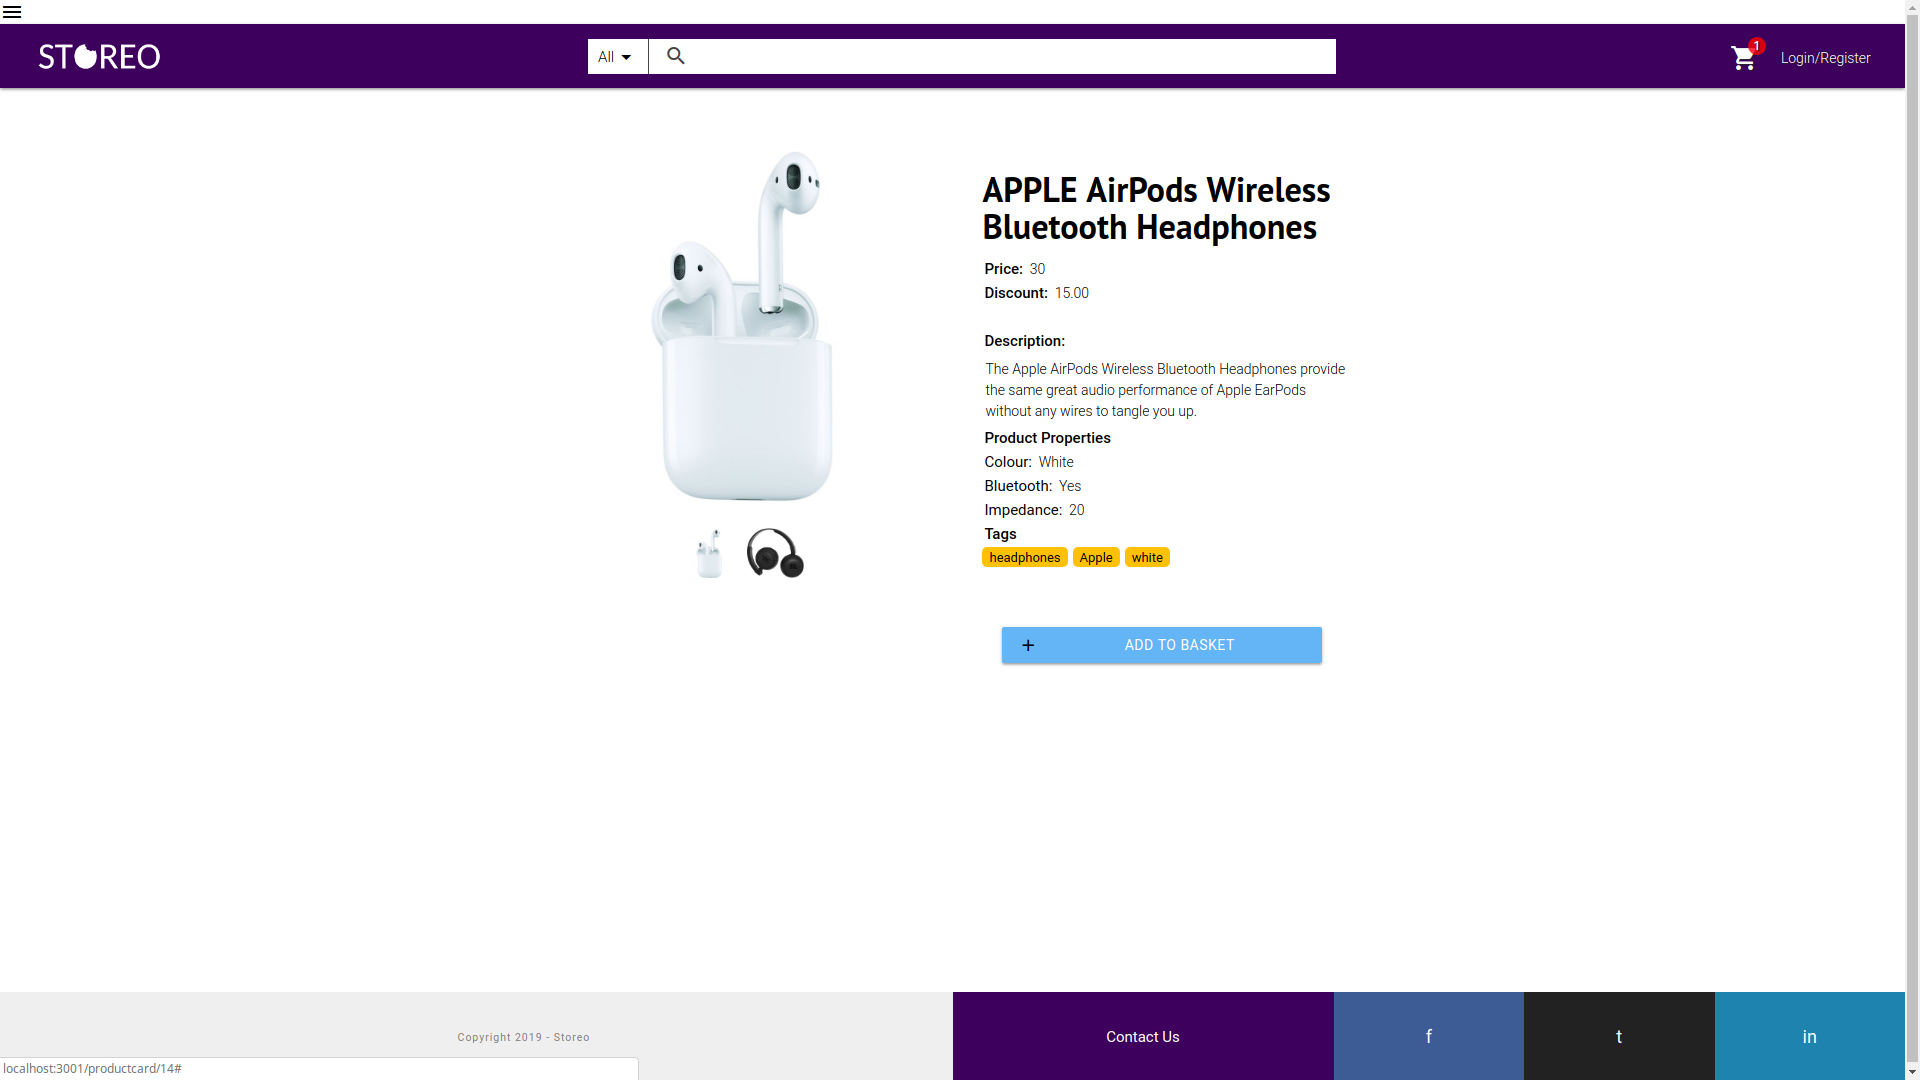 STOREO
All
1
Login/Register
APPLE AirPods Wireless
Bluetooth Headphones
Price: 30
Discount: 15.00
Description:
The Apple AirPods Wireless Bluetooth Headphones provide
the same great audio performance of Apple EarPods
without any wires to tangle you up.
Product Properties
Colour: White
Bluetooth: Yes
Impedance: 20
Tags
headphones Apple white
+ ADD TO BASKET
Copyright 2019 - Storeo
Contact Us
f
t
in
localhost:3001/productcard/14#